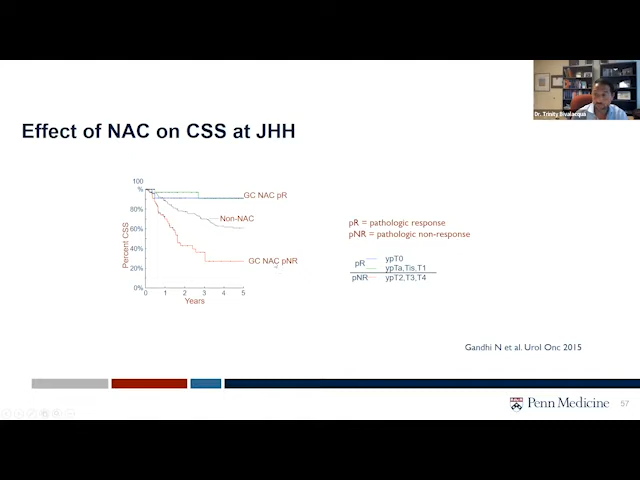 Dr. Trinity Bivalacqua
Effect of NAC on CSS at JHH
100
%
80%
60%
40%
20%
0%
Percent CSS
0 1 2 3 4 5
Years
GC NAC pR
Non-NAC
GC NAC pNR
pR = pathologic response
pNR = pathologic non-response
pR
ypT0
ypTa,Tis,T1
pNR
ypT2,T3,T4
Gandhi N et al. Urol Onc 2015
Penn Medicine
57